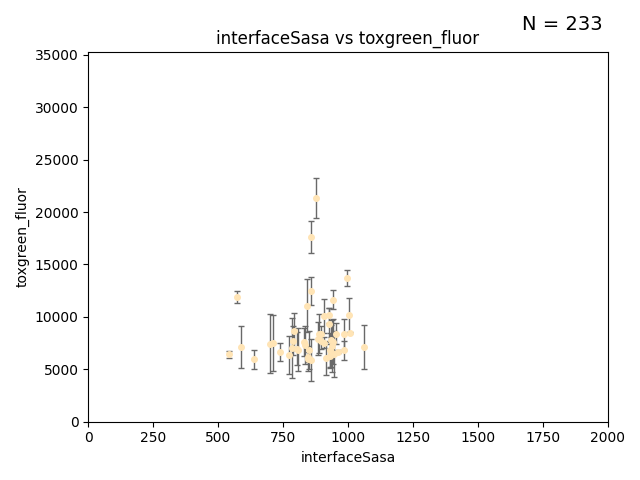 N = 233
interfaceSasa vs toxgreen_fluor
35000
30000
25000
20000
15000
10000
5000
0
toxgreen_fluor
0 250 500 750 1000 1250 1500 1750 2000
interfaceSasa